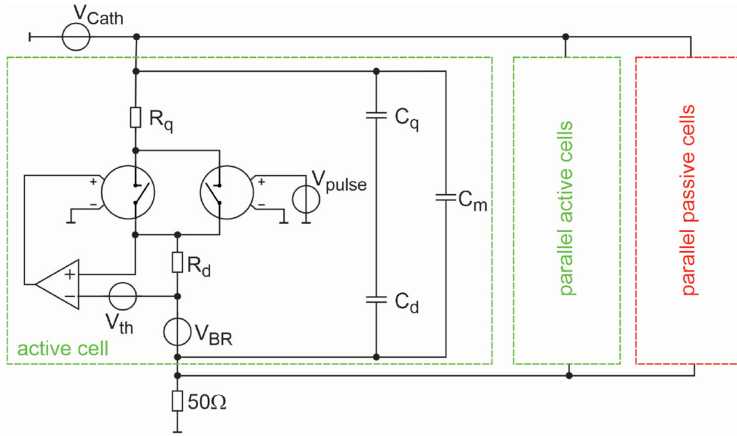 V_Cath
R_q
C_q
+
−
+
−
V_pulse
C_m
parallel active cells
parallel passive cells
+
−
R_d
V_th
C_d
V_BR
active cell
50Ω